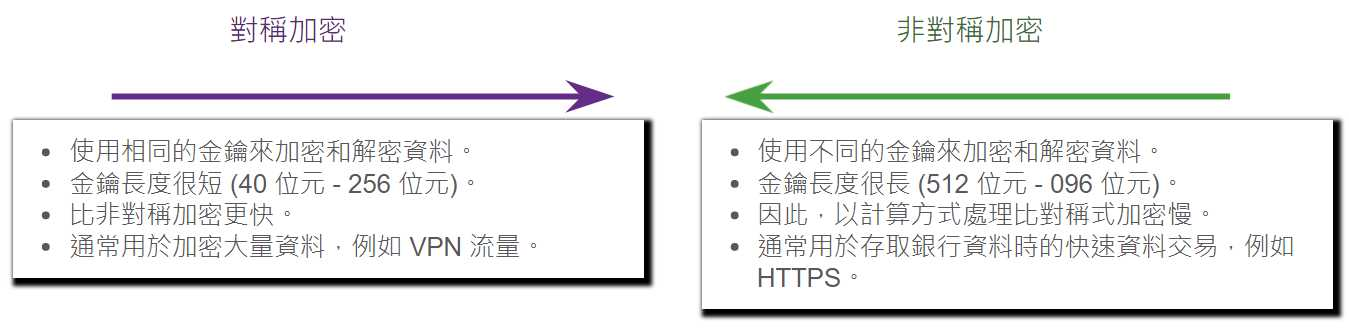 對稱加密
非對稱加密
• 使用相同的金鑰來加密和解密資料。
• 金鑰長度很短 (40 位元 - 256 位元)。
• 比非對稱加密更快。
• 通常用於加密大量資料，例如 VPN 流量。
• 使用不同的金鑰來加密和解密資料。
• 金鑰長度很長 (512 位元 - 096 位元)。
• 因此，以計算方式處理比對稱式加密慢。
• 通常用於存取銀行資料時的快速資料交易，例如
HTTPS。